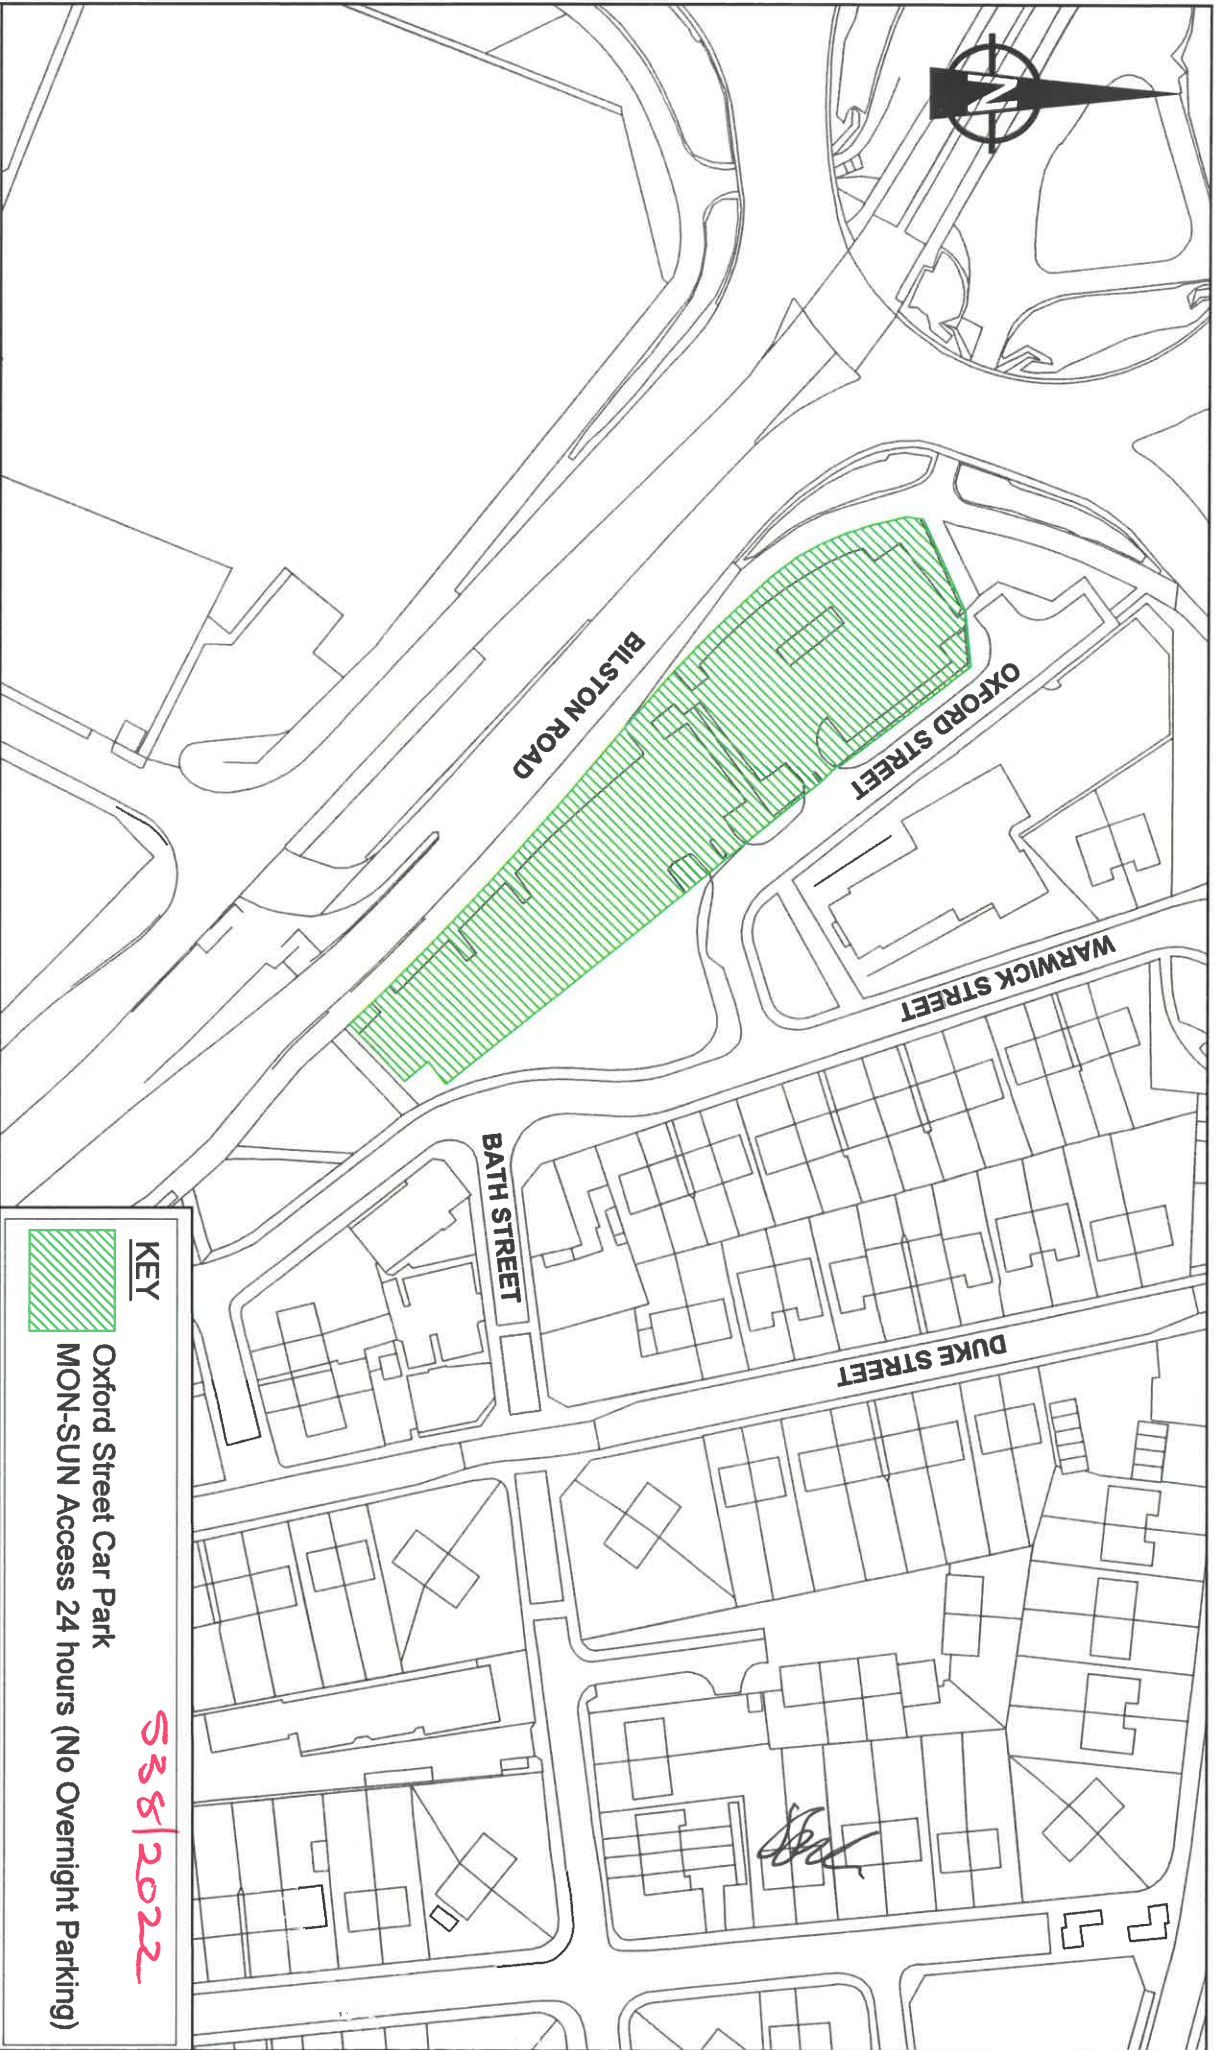 N
BILSTON ROAD
OXFORD STREET
WARWICK STREET
BATH STREET
DUKE STREET
KEY
Oxford Street Car Park
MON-SUN Access 24 hours (No Overnight Parking)
538/2022